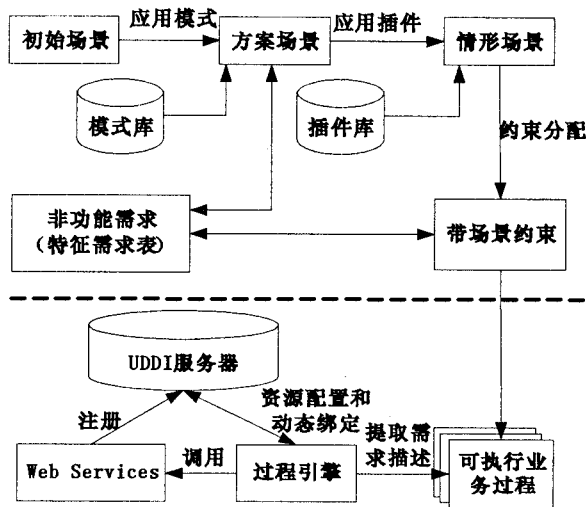 初始场景
应用模式
方案场景
应用插件
情形场景
模式库
插件库
约束分配
非功能需求
(特征需求表)
带场景约束
UDDI服务器
注册
资源配置和
动态绑定
提取需
求描述
Web Services
调用
过程引擎
可执行业
务过程